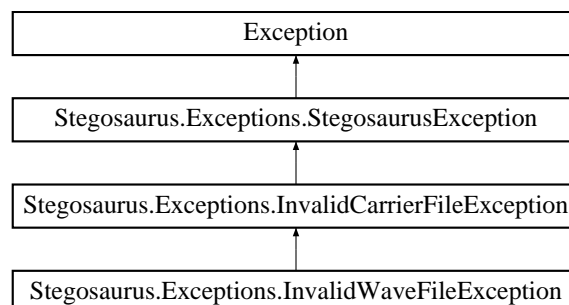 Exception
Stegosaurus.Exceptions.StegosaurusException
Stegosaurus.Exceptions.InvalidCarrierFileException
Stegosaurus.Exceptions.InvalidWaveFileException